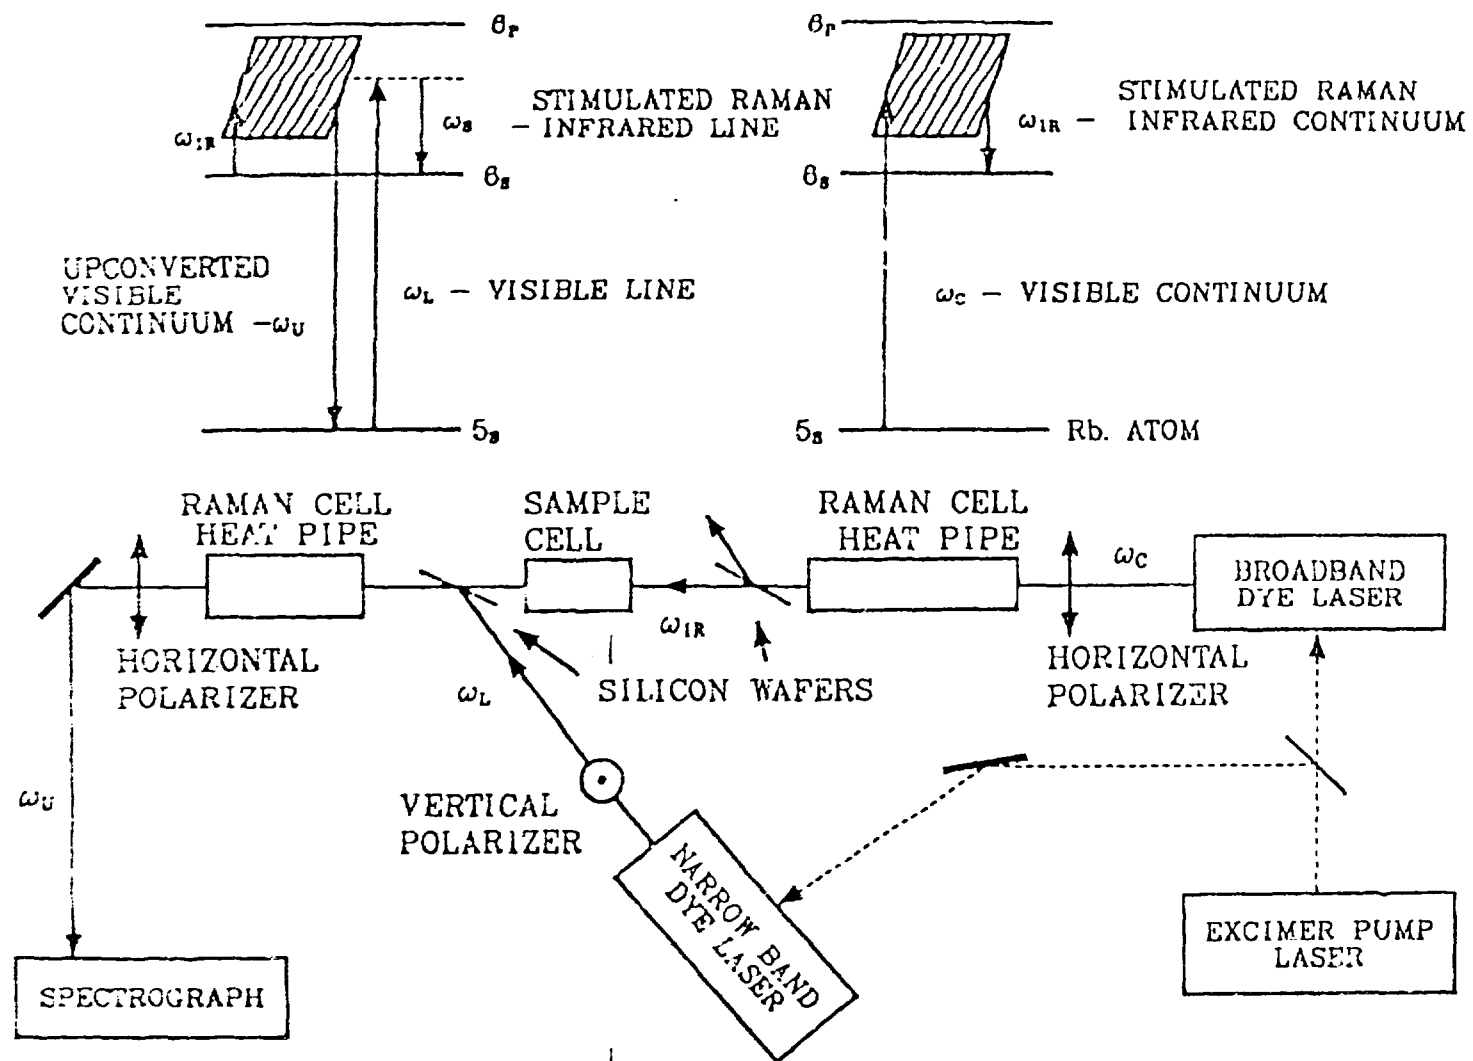 6p
6p
ωIR
ωs
STIMULATED RAMAN
– INFRARED LINE
ωIR –
STIMULATED RAMAN
INFRARED CONTINUUM
6s
6s
UPCONVERTED
VISIBLE
CONTINUUM –ωU
ωL – VISIBLE LINE
ωC – VISIBLE CONTINUUM
5s
5s
Rb. ATOM
RAMAN CELL
HEAT PIPE
SAMPLE
CELL
RAMAN CELL
HEAT PIPE
ωC
BROADBAND
DYE LASER
ωIR
HORIZONTAL
POLARIZER
ωL
SILICON WAFERS
HORIZONTAL
POLARIZER
ωU
VERTICAL
POLARIZER
NARROW BAND
DYE LASER
EXCIMER PUMP
LASER
SPECTROGRAPH